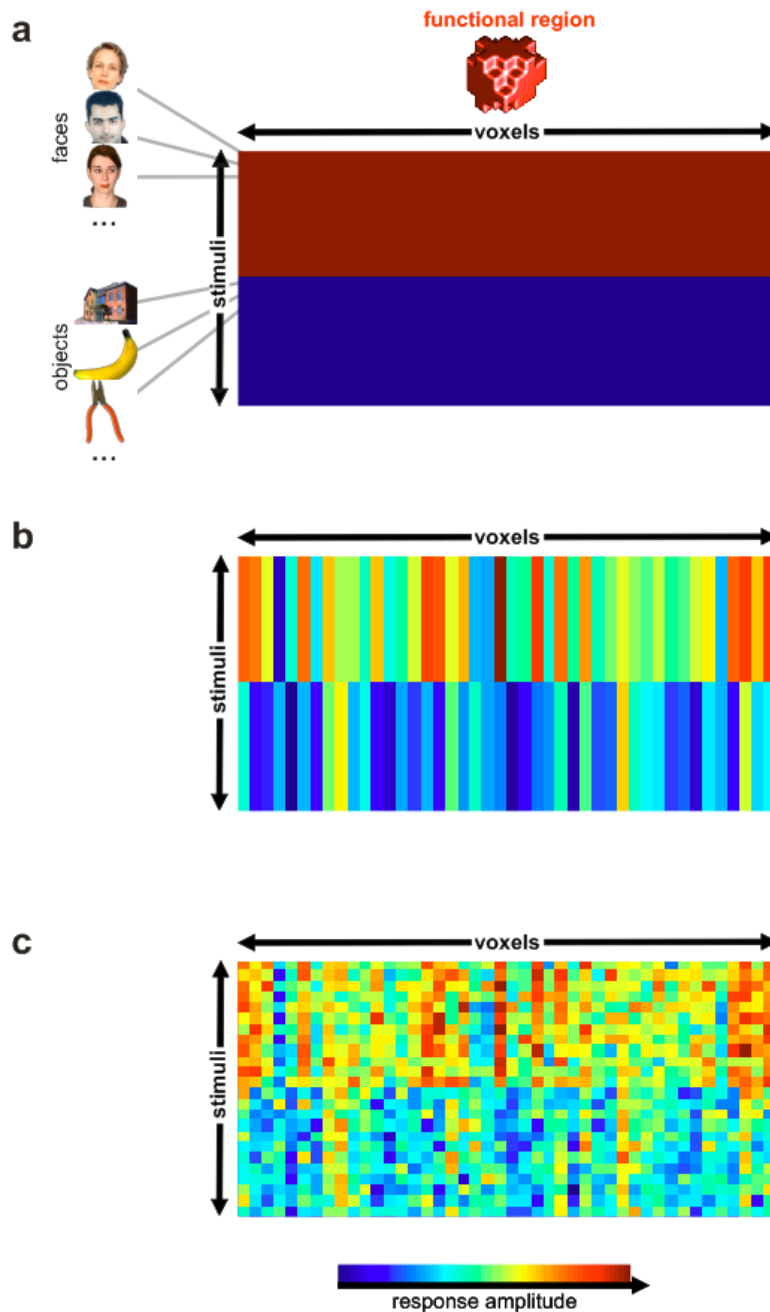 a
functional region
voxels
faces
...
stimuli
objects
...
b
voxels
stimuli
c
voxels
stimuli
response amplitude